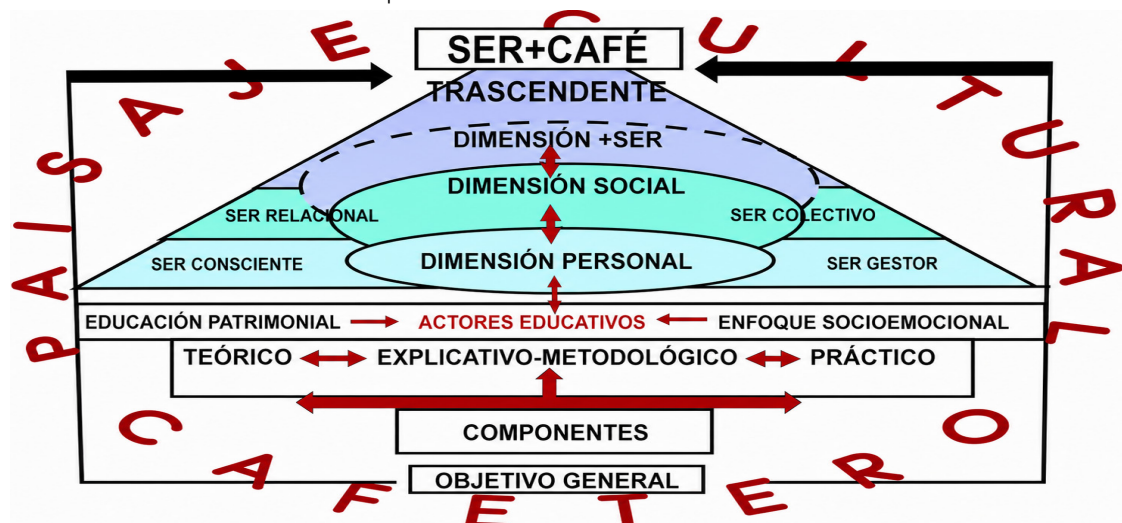 PAISAJE CULTURAL
SER+CAFÉ
TRASCENDENTE
DIMENSIÓN +SER
DIMENSIÓN SOCIAL
SER RELACIONAL
SER COLECTIVO
SER CONSCIENTE
DIMENSIÓN PERSONAL
SER GESTOR
EDUCACIÓN PATRIMONIAL
ACTORES EDUCATIVOS
ENFOQUE SOCIOEMOCIONAL
TEÓRICO
EXPLICATIVO-METODOLÓGICO
PRÁCTICO
COMPONENTES
OBJETIVO GENERAL
CAFETERO